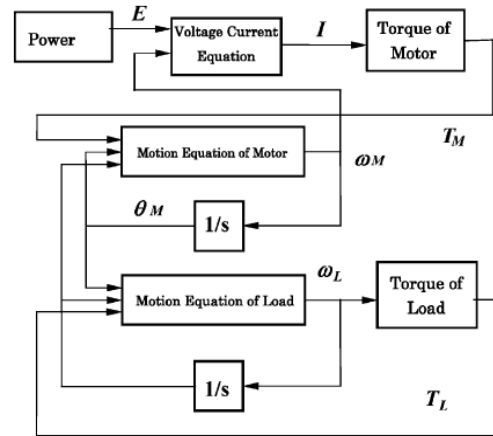 E
Power
Voltage Current
Equation
I
Torque of
Motor
T_M
Motion Equation of Motor
ω_M
θ_M
1/s
ω_L
Motion Equation of Load
Torque of
Load
1/s
T_L